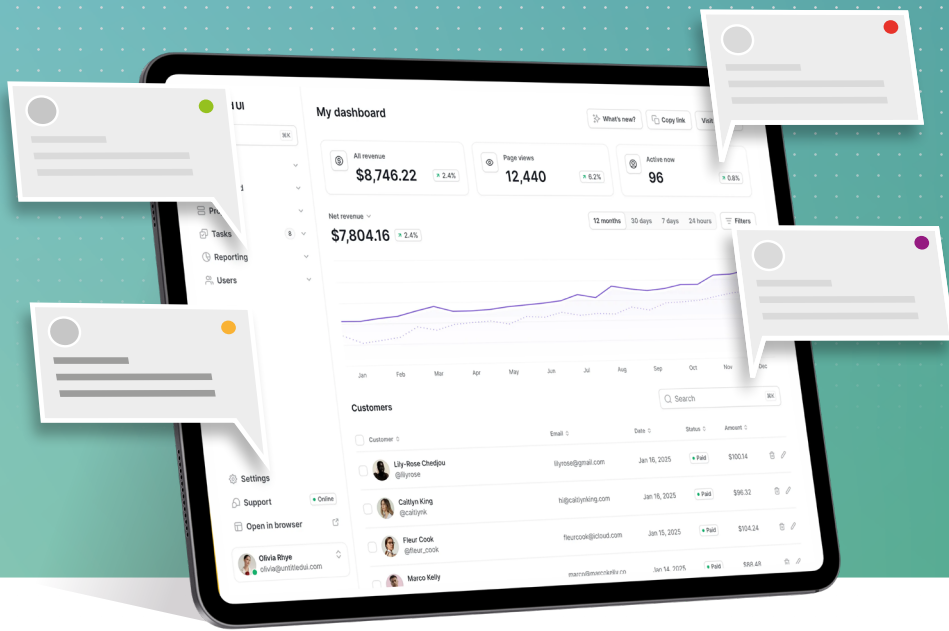 UI
⌘K
Tasks
8
Reporting
Users
Settings
Support
Online
Open in browser
Olivia Rhye
olivia@untitledui.com
My dashboard
What's new?
Copy link
All revenue
$8,746.22
2.4%
Page views
12,440
6.2%
Active now
96
0.8%
Net revenue
$7,804.16
2.4%
12 months 30 days 7 days 24 hours Filters
Jan Feb Mar Apr May Jun Jul Aug Sep Oct Nov Dec
Customers
Search ⌘K
Customer Email Date Status Amount
Lily-Rose Chedjou
@lilyrose
lilyrose@gmail.com Jan 16, 2025 Paid $100.14
Caitlyn King
@caitlynk
hi@caitlynking.com Jan 16, 2025 Paid $96.32
Fleur Cook
@fleur_cook
fleurcook@icloud.com Jan 15, 2025 Paid $104.24
Marco Kelly
Jan 14, 2025 Paid